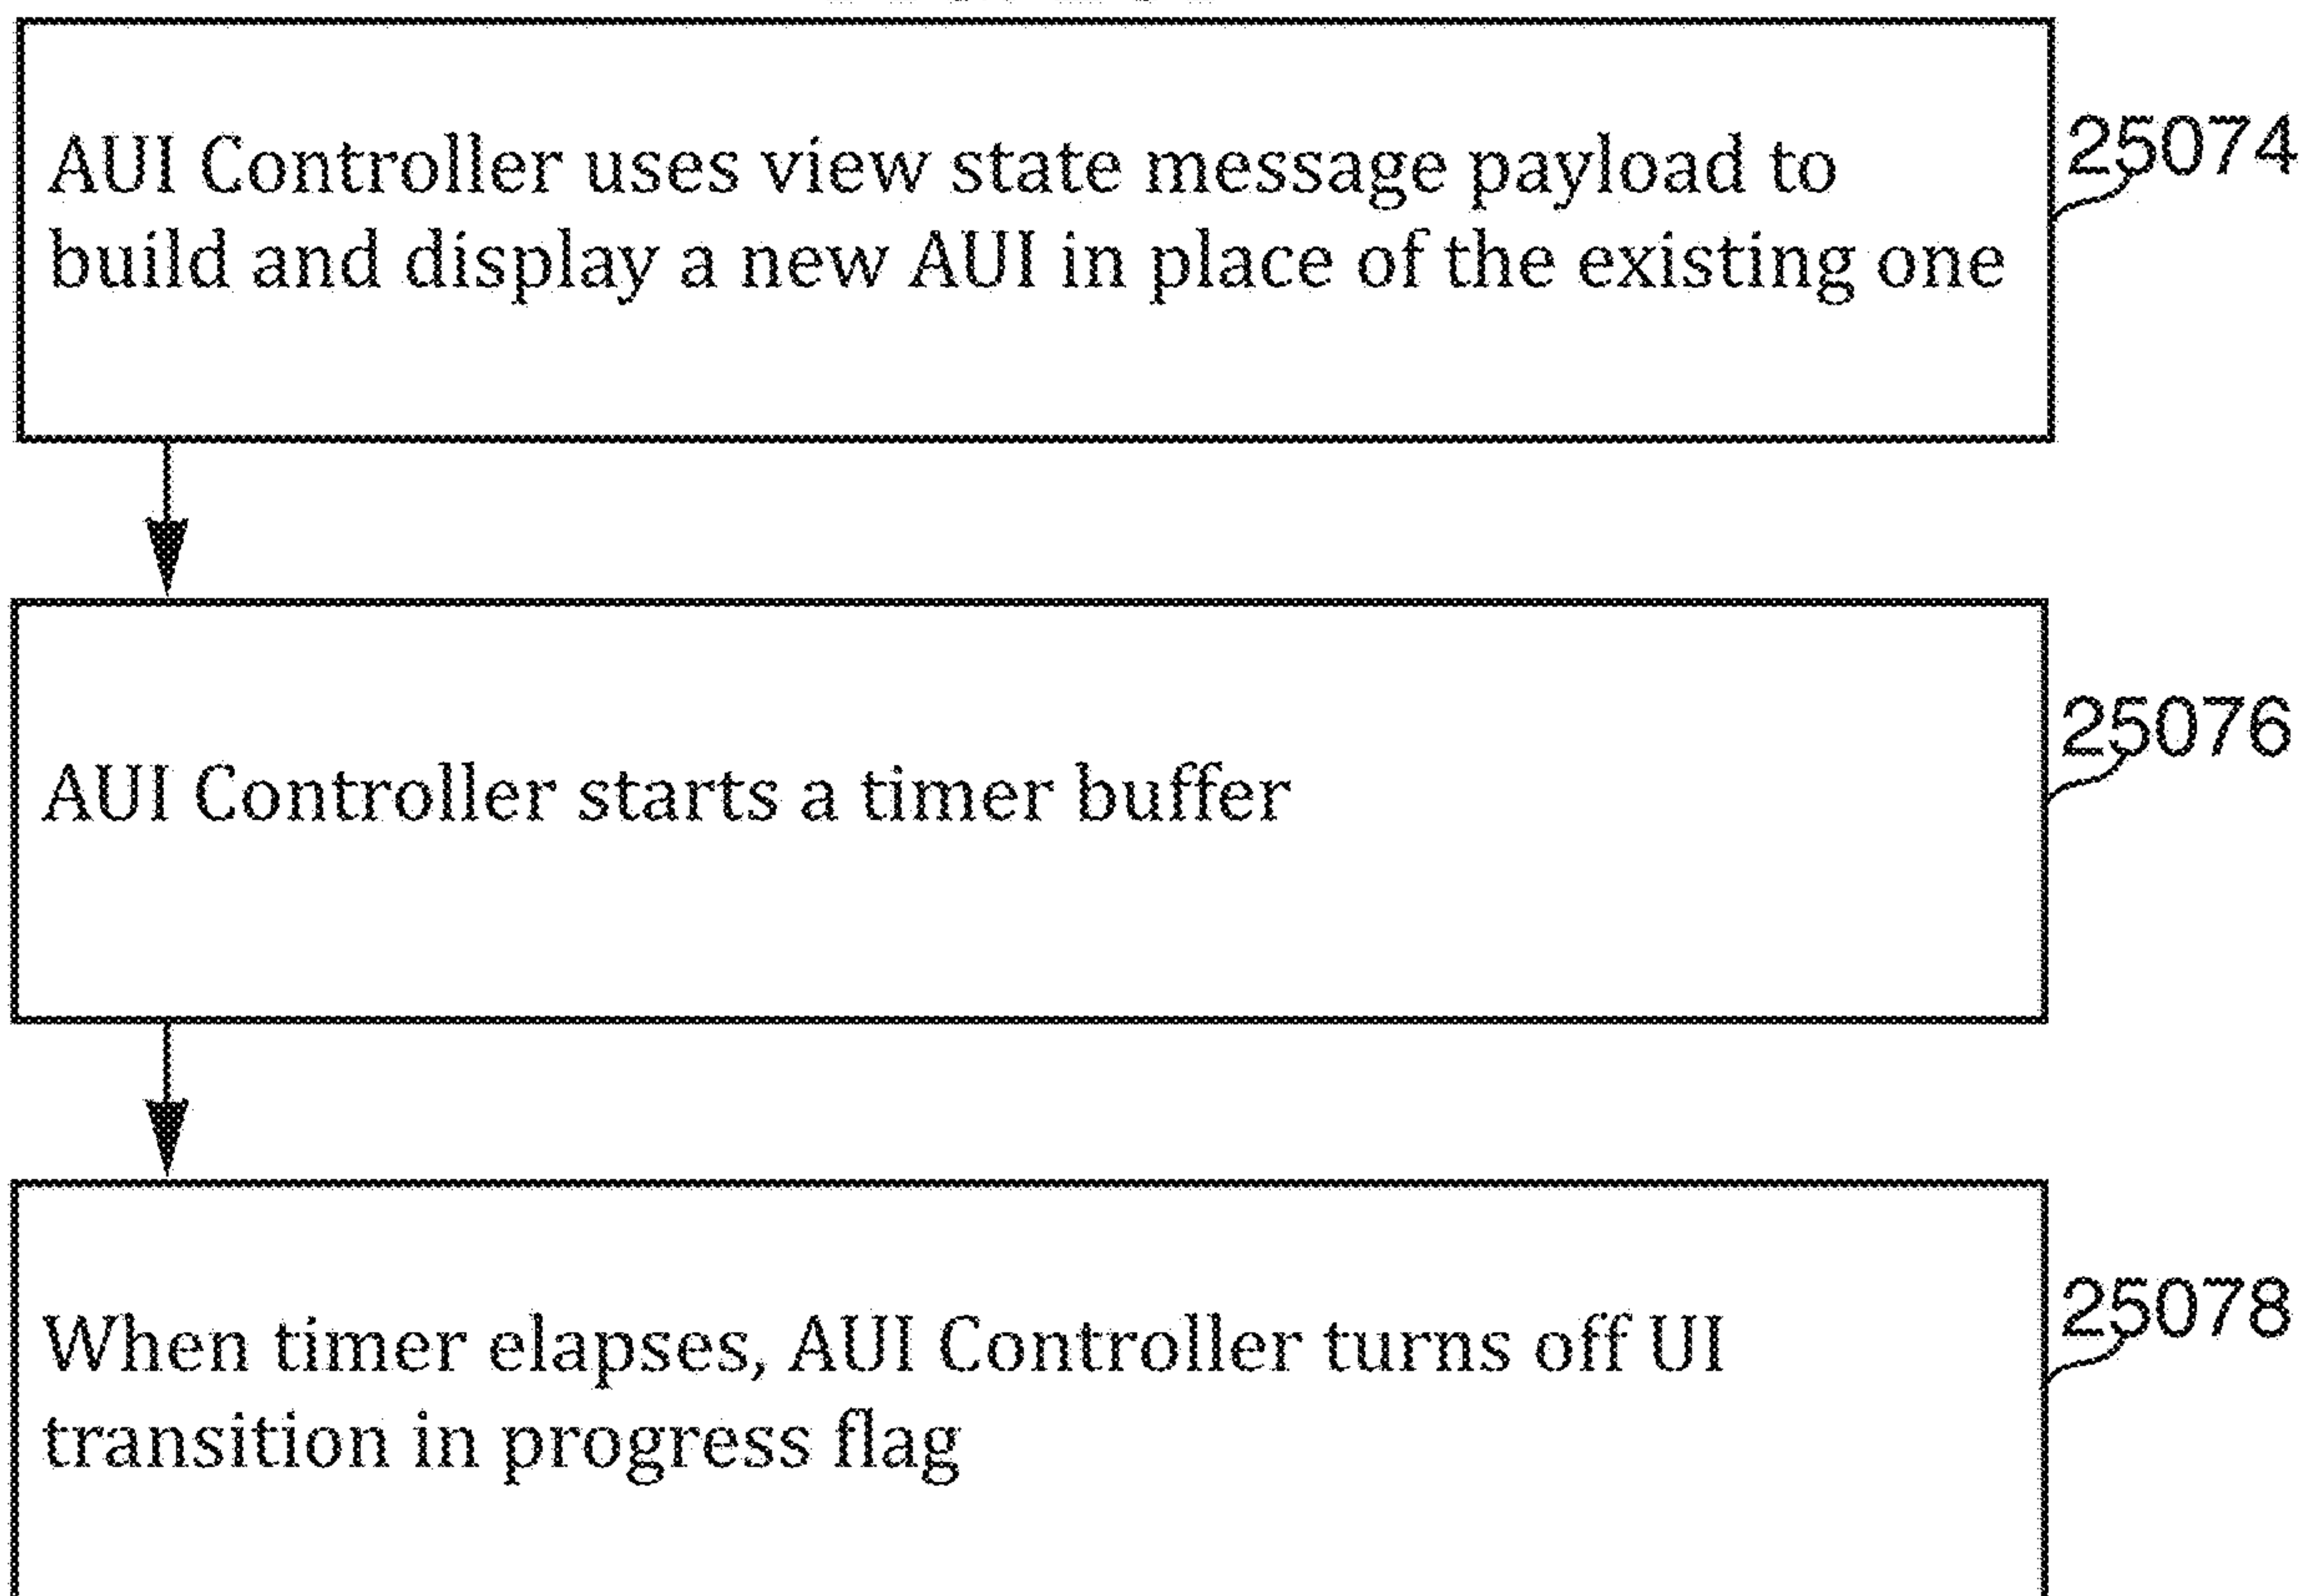 AUI Controller uses view state message payload to
build and display a new AUI in place of the existing one
25074
AUI Controller starts a timer buffer
25076
When timer elapses, AUI Controller turns off UI
transition in progress flag
25078